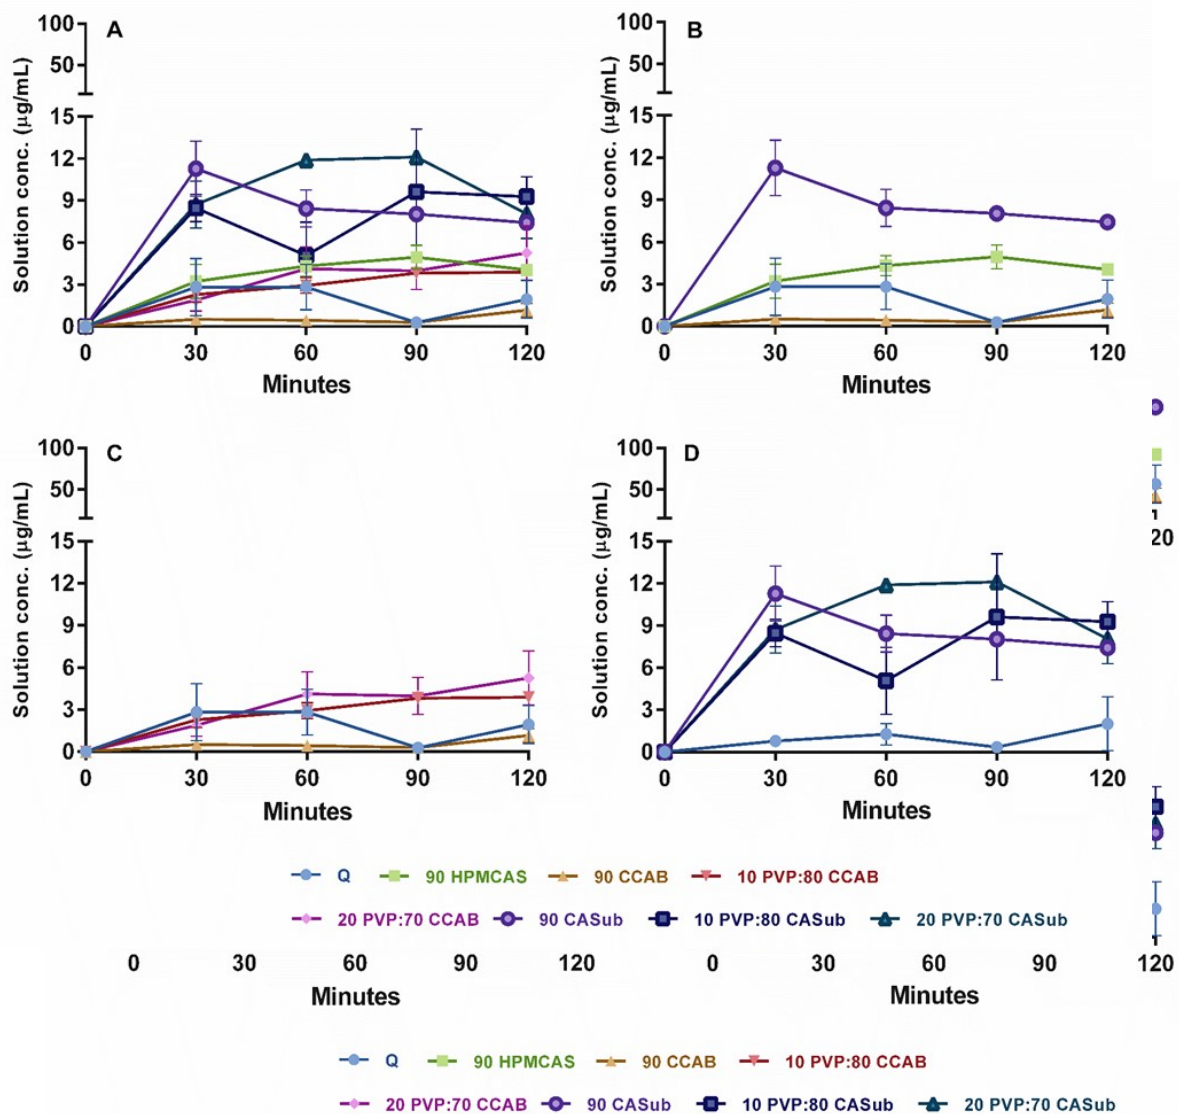 A
100
50
15
12
9
6
3
0
Solution conc. (µg/mL)
0 30 60 90 120
Minutes
B
100
50
15
12
9
6
3
0
Solution conc. (µg/mL)
0 30 60 90 120
Minutes
C
100
50
15
12
9
6
3
0
Solution conc. (µg/mL)
0 30 60 90 120
Minutes
D
100
50
15
12
9
6
3
0
Solution conc. (µg/mL)
0 30 60 90 120
Minutes
20
Q 90 HPMCAS 90 CCAB 10 PVP:80 CCAB
20 PVP:70 CCAB 90 CASub 10 PVP:80 CASub 20 PVP:70 CASub
0 30 60 90 120 0 30 60 90 120
Minutes Minutes
Q 90 HPMCAS 90 CCAB 10 PVP:80 CCAB
20 PVP:70 CCAB 90 CASub 10 PVP:80 CASub 20 PVP:70 CASub